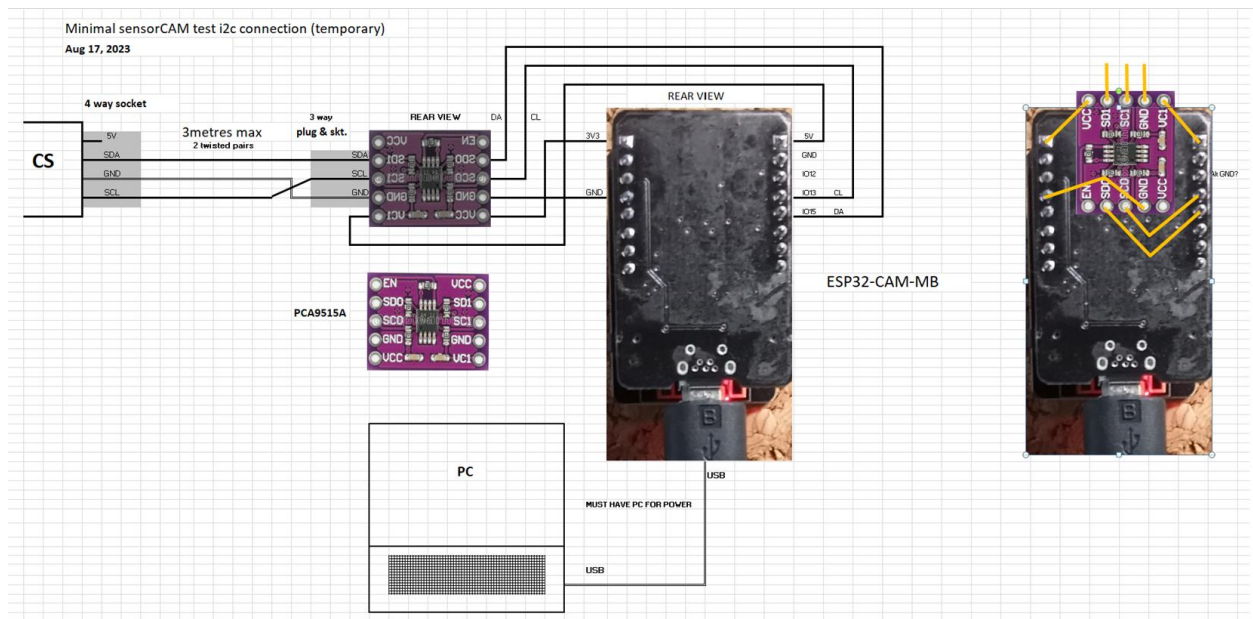 Minimal sensorCAM test i2c connection (temporary)
Aug 17, 2023
4 way socket
CS
5V
SDA
GND
SCL
3metres max
2 twisted pairs
3 way
plug & skt.
SDA
SCL
GND
REAR VIEW
DA
CL
VCC
SD1
SC1
GND
VC1
EN
SD0
SC0
GND
VCC
REAR VIEW
3V3
GND
5V
GND
IO12
IO13 CL
IO15 DA
ESP32-CAM-MB
PCA9515A
EN
SD0
SC0
GND
VCC
VCC
SD1
SC1
GND
VC1
PC
B
USB
MUST HAVE PC FOR POWER
USB
VCC
SD1
SC1
GND
VC1
EN
SD0
SC0
GND
VCC
GND?
B